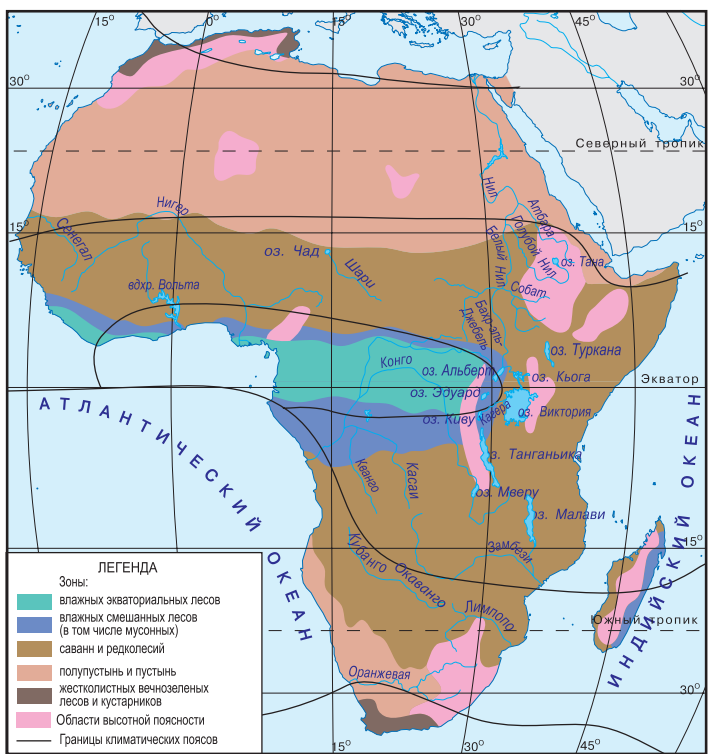 15°
0°
15°
30°
45°
30°
30°
Северный тропик
Нил
Нигер
Атбара
15°
15°
Сенегал
Голубой Нил
Белый Нил
оз. Чад
оз. Тана
Шари
вдхр. Вольта
Собат
Бахр-эль-
Джебель
оз. Туркана
Конго
оз. Альберт
оз. Кьога
Экватор
оз. Эдуард
Кагера
оз. Виктория
оз. Киву
АТЛАНТИЧЕСКИЙ ОКЕАН
оз. Танганьика
Кванго
Касаи
оз. Мверу
оз. Малави
ИНДИЙСКИЙ ОКЕАН
15°
Замбези
Кубанго
Окаванго
Лимпопо
Южный тропик
Оранжевая
30°
15°
30°
45°
ЛЕГЕНДА
Зоны:
влажных экваториальных лесов
влажных смешанных лесов
(в том числе муссонных)
саванн и редколесий
полупустынь и пустынь
жестколистных вечнозеленых
лесов и кустарников
Области высотной поясности
Границы климатических поясов